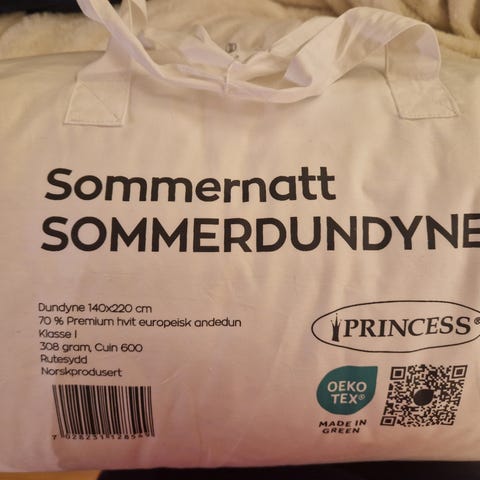 Sommernatt
SOMMERDUNDYNE
Dundyne 140x220 cm
70 % Premium hvit europeisk andedun
Klasse I
308 gram, Cuin 600
Rutesydd
Norskprodusert
PRINCESS®
OEKO
TEX®
MADE IN
GREEN